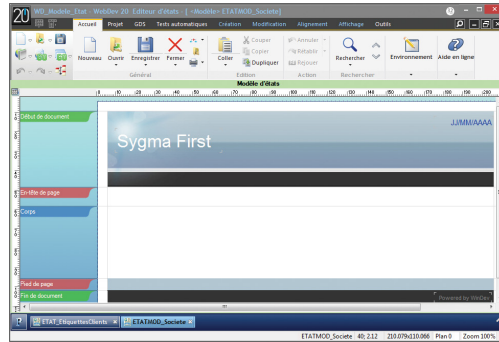 20 WD_Modele_Etat - WebDev 20 Editeur d'états - [ <Modèle> ETATMOD_Societe]
Accueil Projet GDS Tests automatiques Création Modification Alignement Affichage Outils
Couper Annuler
Copier Rétablir
Dupliquer Rejouer
Nouveau Ouvrir Enregistrer Fermer Coller Rechercher Environnement Aide en ligne
Général Edition Action Rechercher
Modèle d'états
Début de document
JJ/MM/AAAA
Sygma First
En-tête de page
Corps
Pied de page
Fin de document
Powered by WinDev
ETAT_EtiquettesClients ETATMOD_Societe
ETATMOD_Societe 40; 2.12 210.079x110.066 Plan 0 Zoom 100%